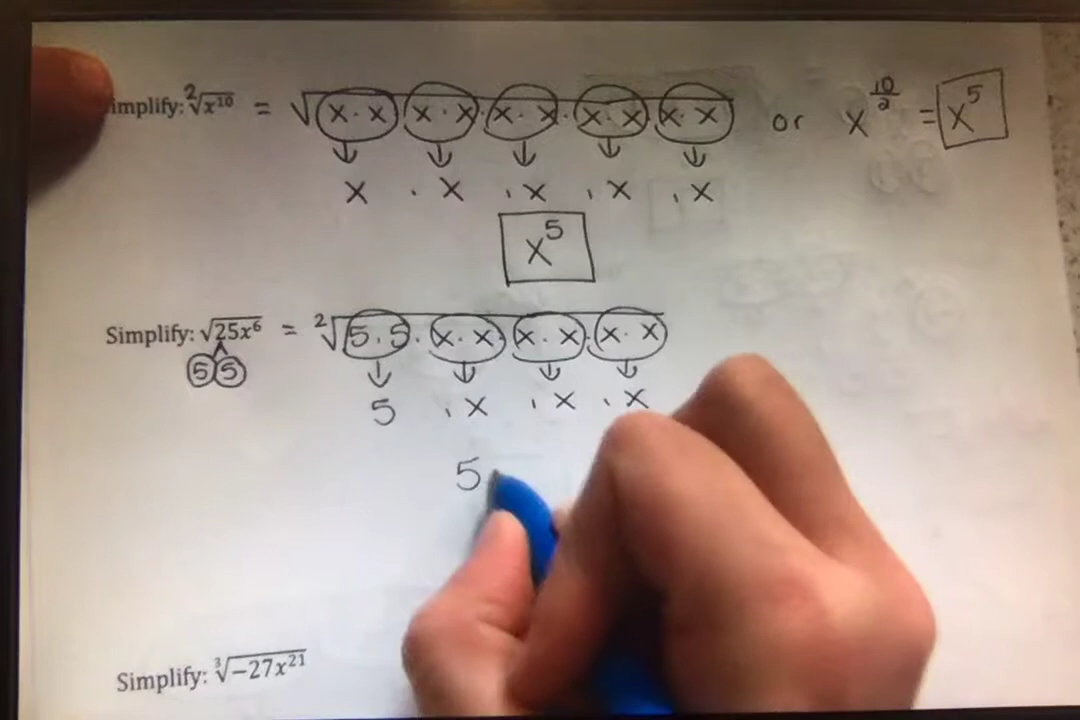 implify: ²√x¹⁰ = √x·x x·x·x·x·x·x x·x or x^(10/2) = x⁵
x · x · x · x · x
x⁵
Simplify: √25x⁶ = ²√5·5·x·x x·x·x·x
5 5
5 · x · x · x
5
Simplify: ³√−27x²¹